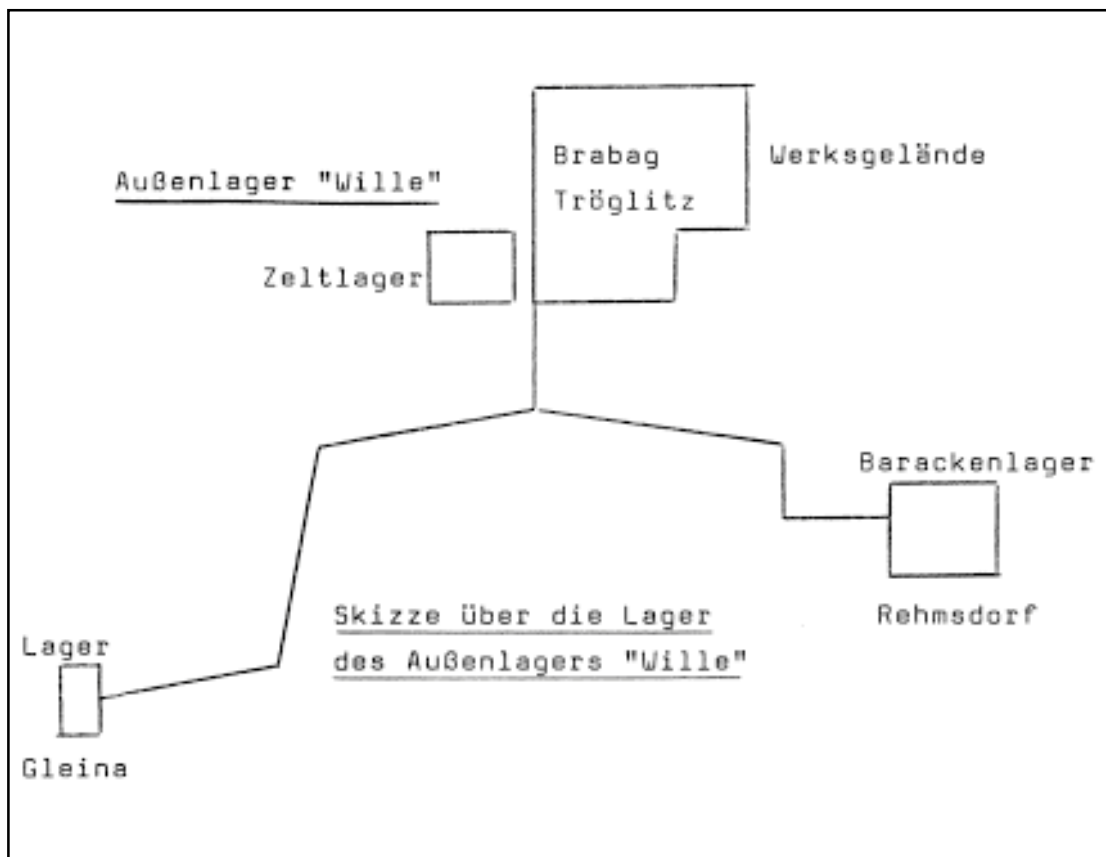 Brabag
Tröglitz
Werksgelände
Außenlager "Wille"
Zeltlager
Barackenlager
Rehmsdorf
Skizze über die Lager
des Außenlagers "Wille"
Lager
Gleina